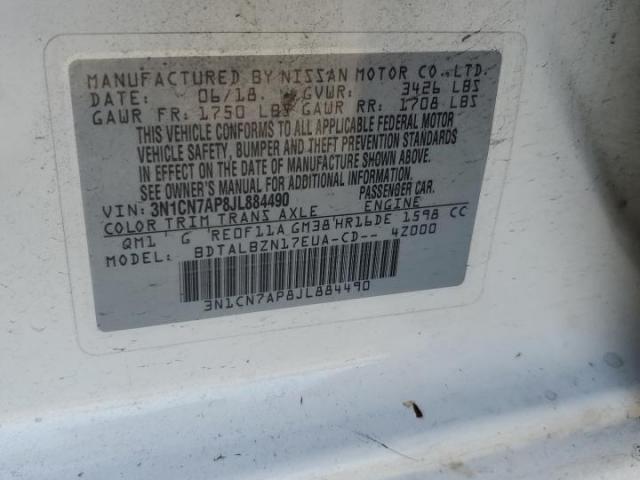 MANUFACTURED BY NISSAN MOTOR CO.,LTD.
DATE: 06/18. GVWR: 3426 LBS
GAWR FR: 1750 LBS GAWR RR: 1708 LBS
THIS VEHICLE CONFORMS TO ALL APPLICABLE FEDERAL MOTOR
VEHICLE SAFETY, BUMPER AND THEFT PREVENTION STANDARDS
IN EFFECT ON THE DATE OF MANUFACTURE SHOWN ABOVE.
SEE OWNER'S MANUAL FOR ADDITIONAL INFORMATION.
VIN: 3N1CN7AP8JL884490 PASSENGER CAR.
COLOR TRIM TRANS AXLE ENGINE
QM1 G RE0F11A GM38 HR16DE 1598 CC
MODEL: BDTALBZN17EUA-CD-- 4Z000
3N1CN7AP8JL884490